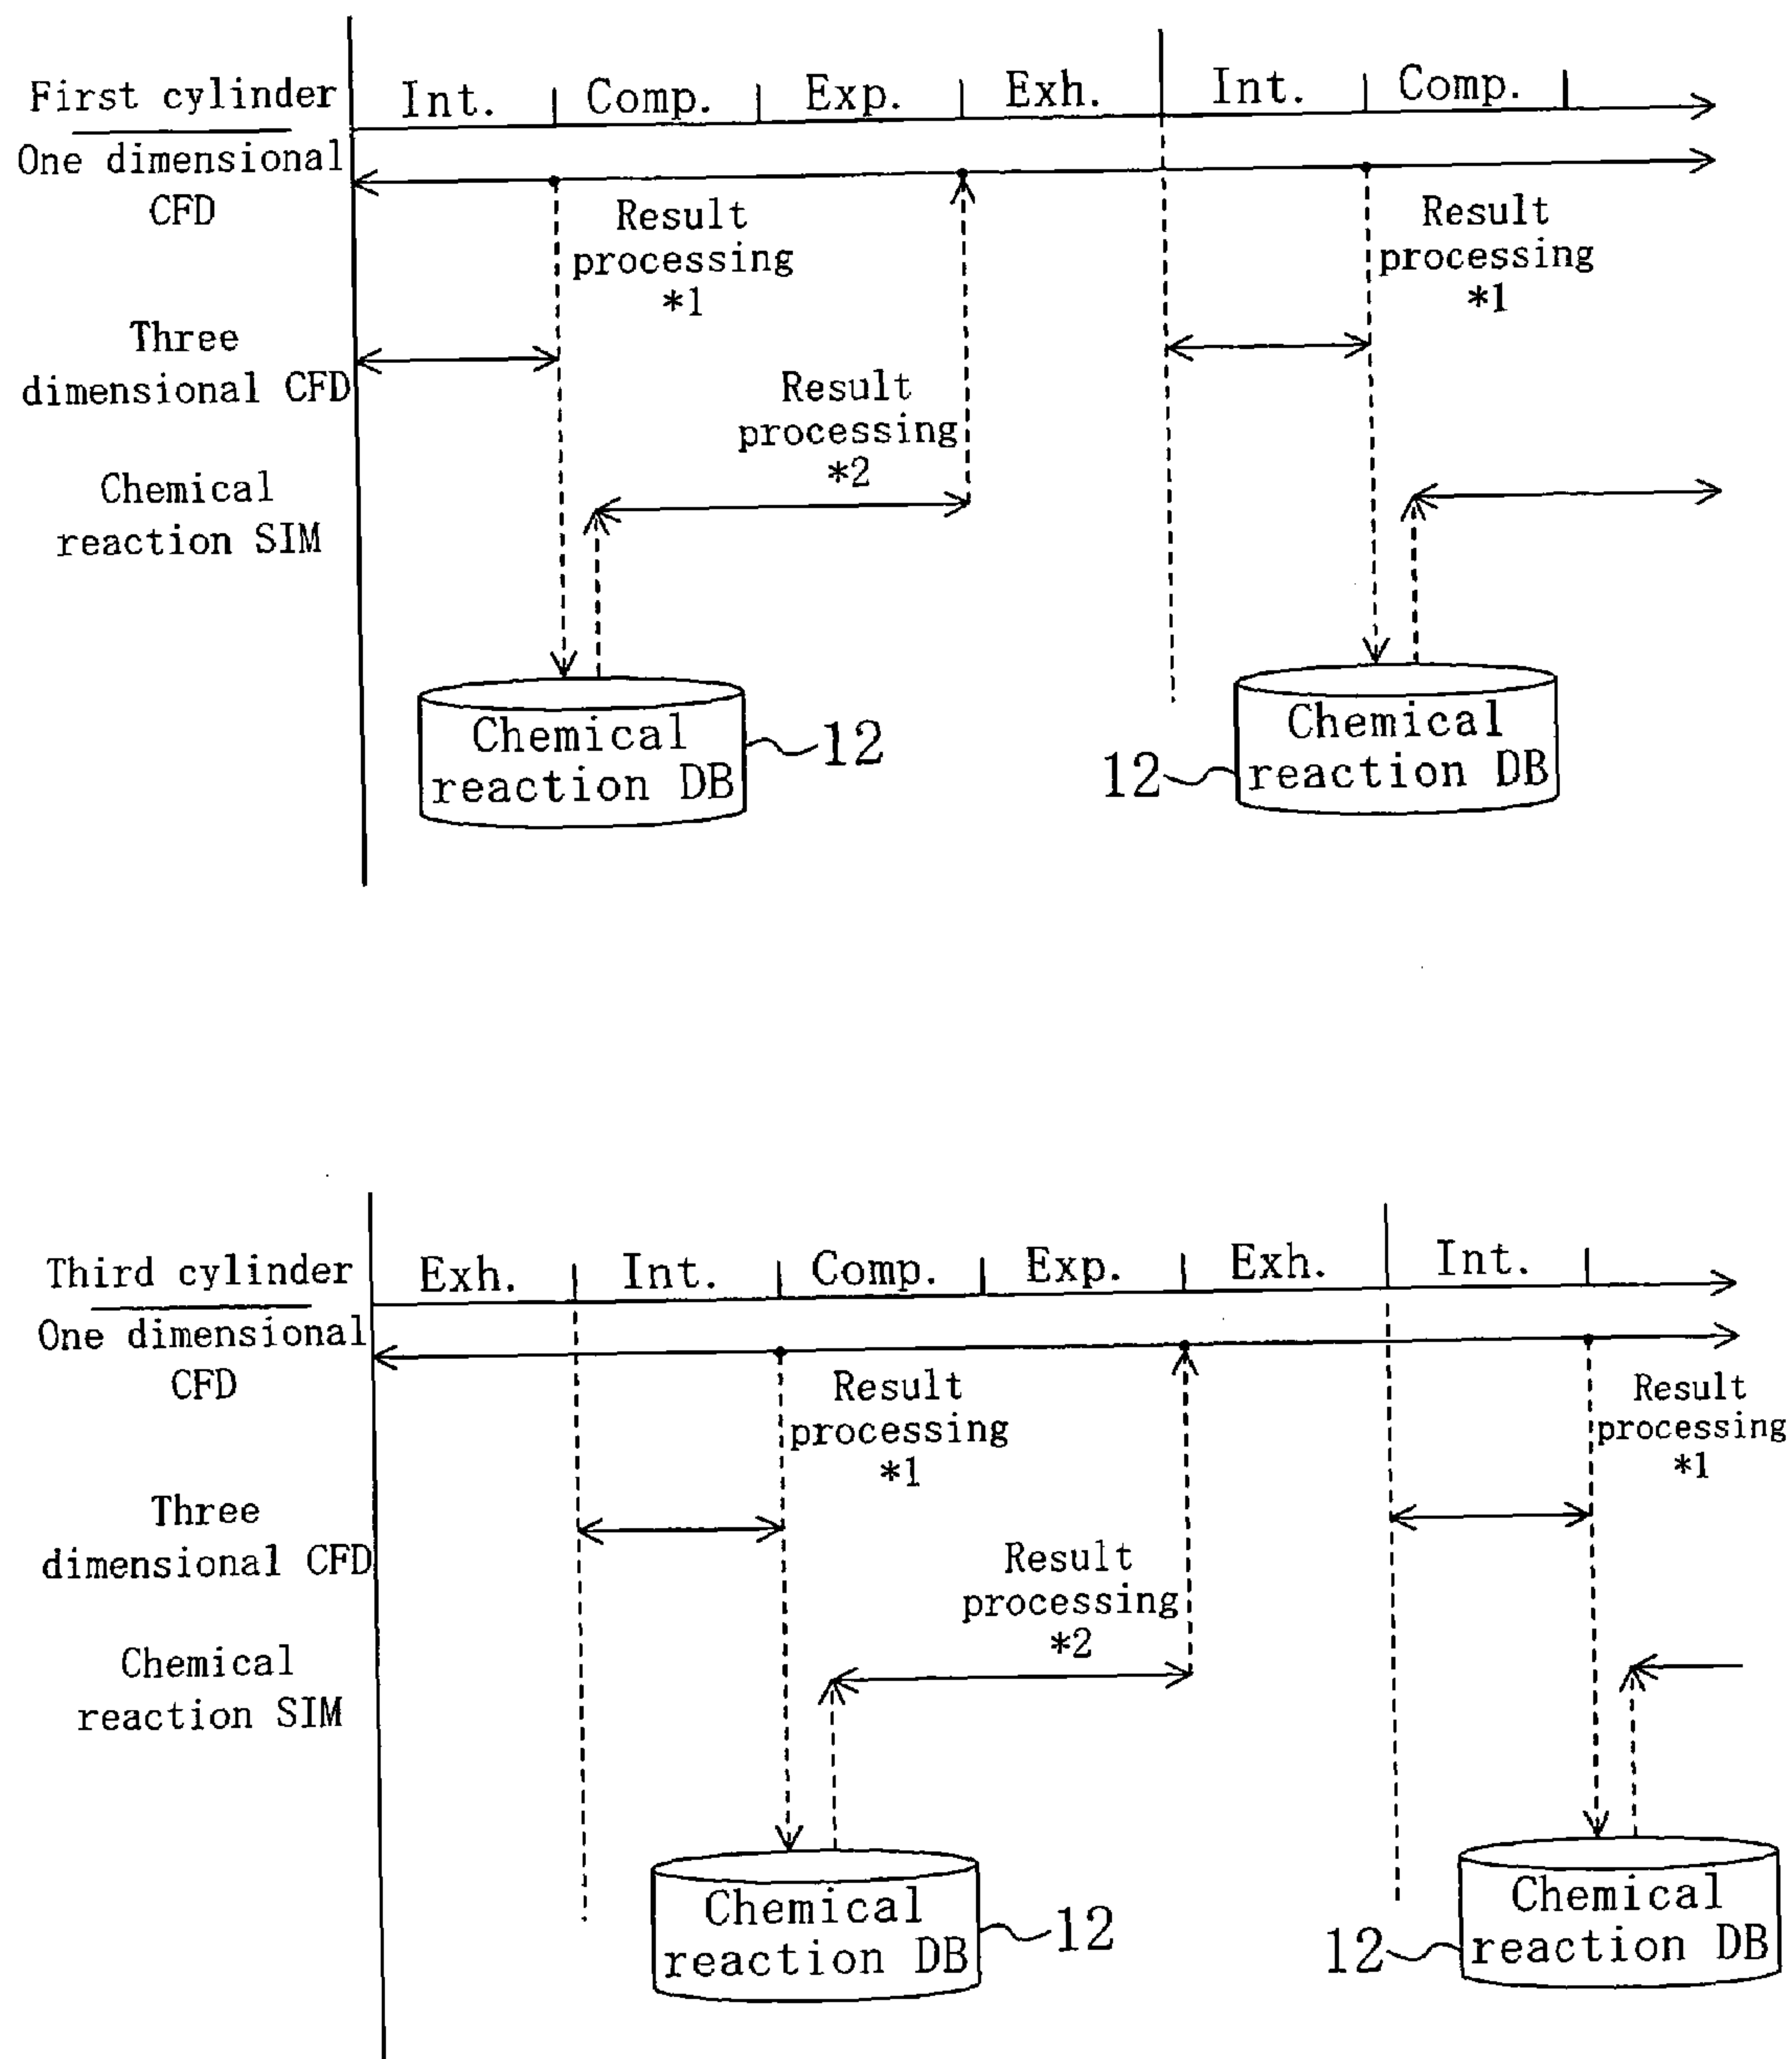 First cylinder
Int. Comp. Exp. Exh. Int. Comp.
One dimensional
CFD
Result
processing
*1
Result
processing
*1
Three
dimensional CFD
Result
processing
*2
Chemical
reaction SIM
Chemical
reaction DB
12
12
Chemical
reaction DB
Third cylinder
Exh. Int. Comp. Exp. Exh. Int.
One dimensional
CFD
Result
processing
*1
Result
processing
*1
Three
dimensional CFD
Result
processing
*2
Chemical
reaction SIM
Chemical
reaction DB
12
12
Chemical
reaction DB